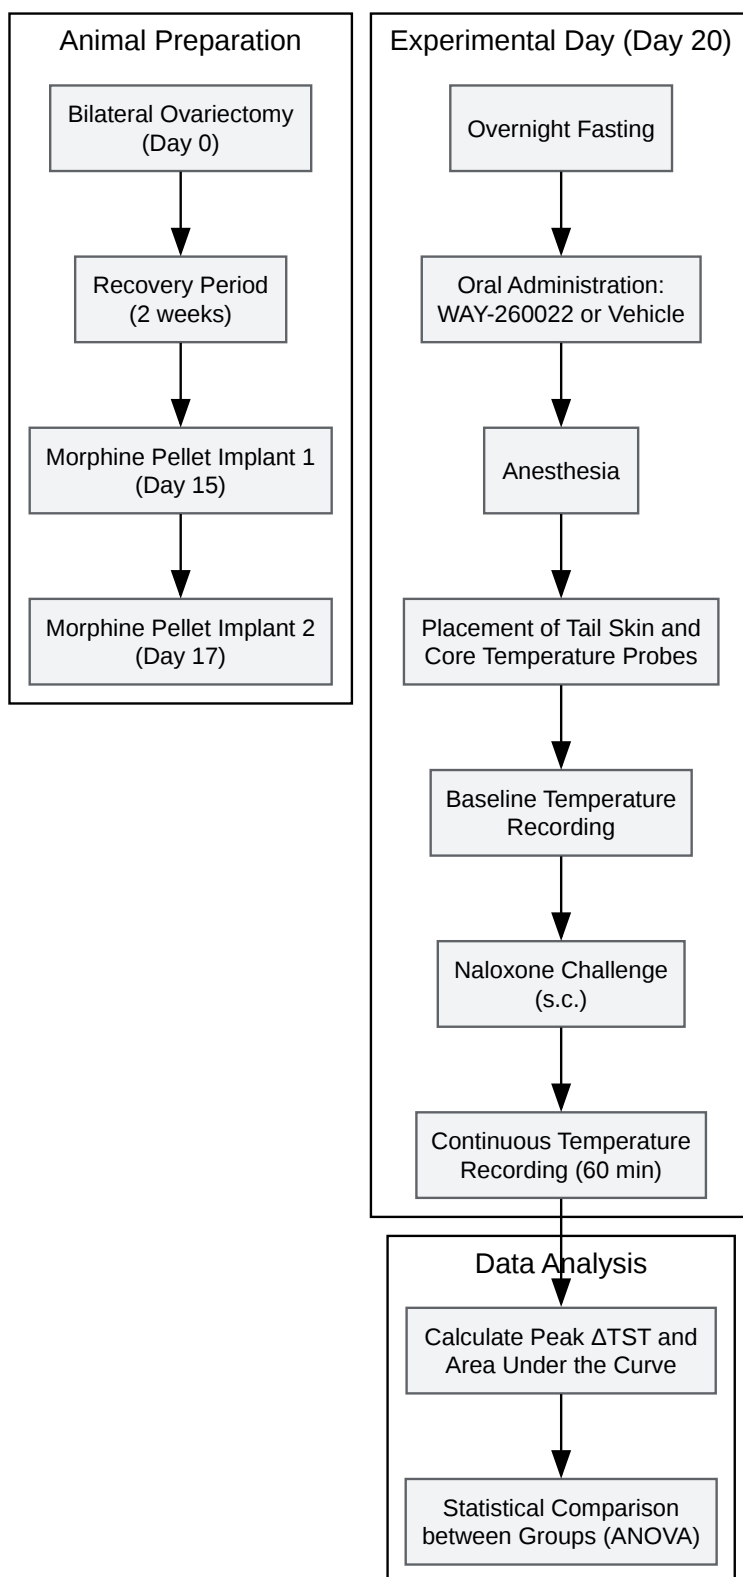 Animal Preparation
Bilateral Ovariectomy
(Day 0)
Recovery Period
(2 weeks)
Morphine Pellet Implant 1
(Day 15)
Morphine Pellet Implant 2
(Day 17)
Experimental Day (Day 20)
Overnight Fasting
Oral Administration:
WAY-260022 or Vehicle
Anesthesia
Placement of Tail Skin and
Core Temperature Probes
Baseline Temperature
Recording
Naloxone Challenge
(s.c.)
Continuous Temperature
Recording (60 min)
Data Analysis
Calculate Peak ΔTST and
Area Under the Curve
Statistical Comparison
between Groups (ANOVA)